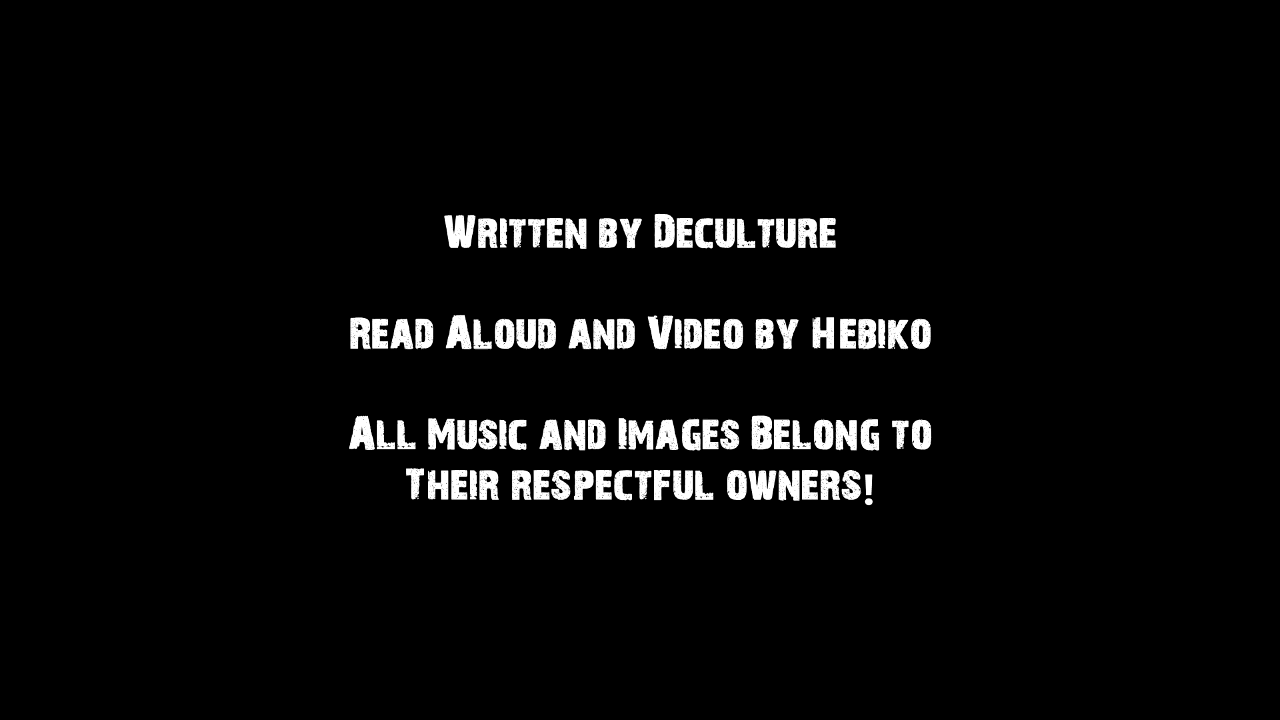 Written by Deculture
Read Aloud and Video by Hebiko
All Music and Images Belong to
Their respectful owners!